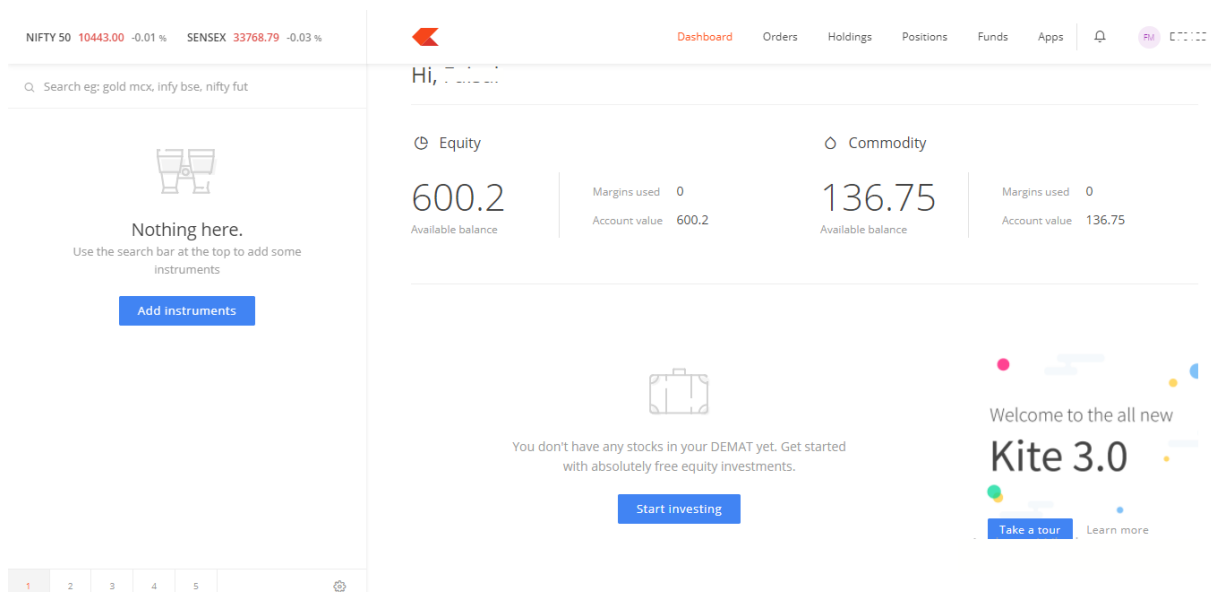 NIFTY 50 10443.00 -0.01 % SENSEX 33768.79 -0.03 %
Dashboard Orders Holdings Positions Funds Apps FM
Search eg: gold mcx, infy bse, nifty fut
Hi,
Equity
600.2
Available balance
Margins used 0
Account value 600.2
Commodity
136.75
Available balance
Margins used 0
Account value 136.75
Nothing here.
Use the search bar at the top to add some
instruments
Add instruments
You don't have any stocks in your DEMAT yet. Get started
with absolutely free equity investments.
Start investing
Welcome to the all new
Kite 3.0
Take a tour Learn more
1 2 3 4 5